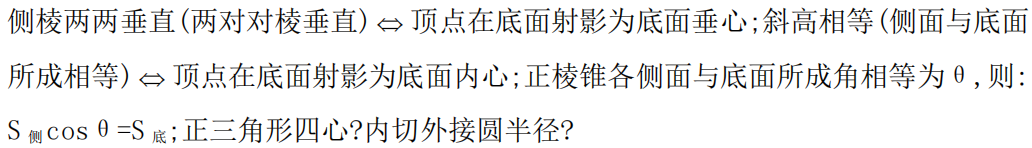 侧棱两两垂直(两对对棱垂直)⇔顶点在底面射影为底面垂心;斜高相等(侧面与底面
所成相等)⇔顶点在底面射影为底面内心;正棱锥各侧面与底面所成角相等为θ,则:
S侧cosθ=S底;正三角形四心?内切外接圆半径?